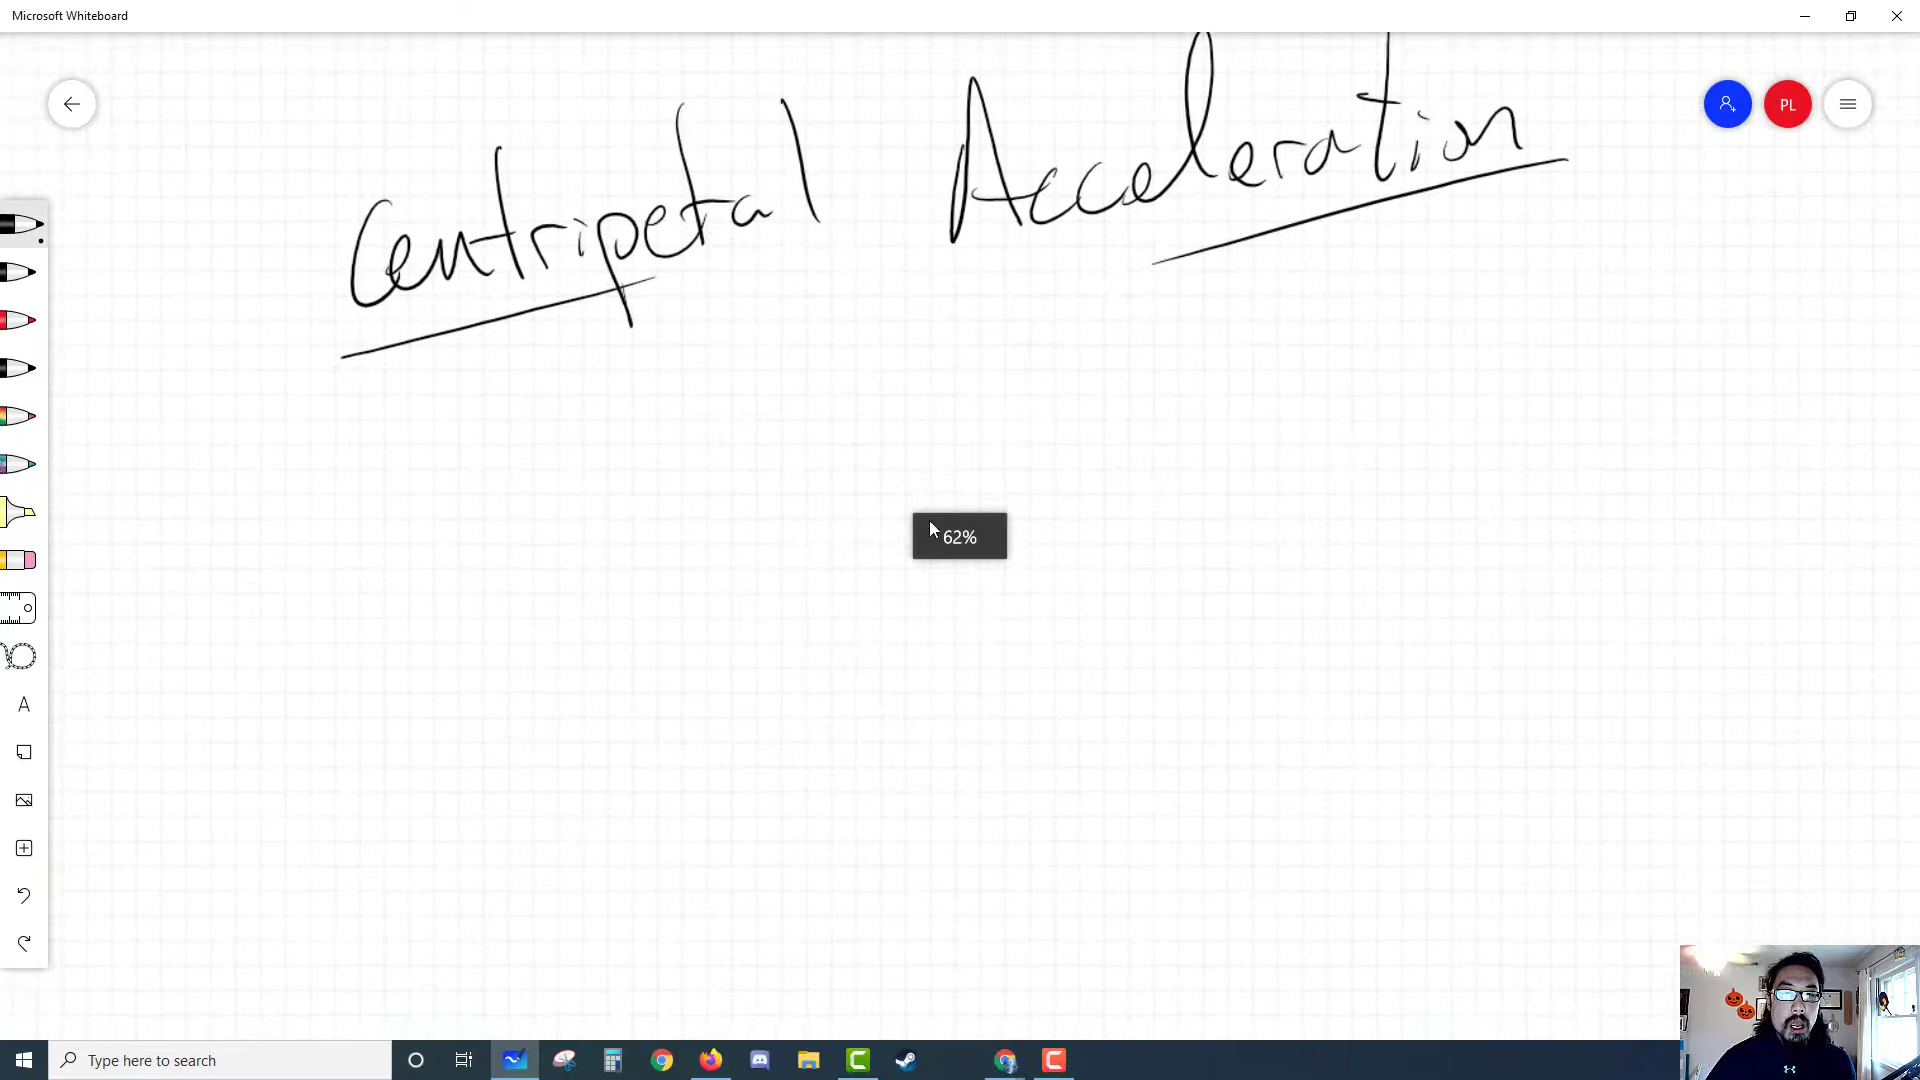 Microsoft Whiteboard
Centripetal Acceleration
PL
62%
A
Type here to search